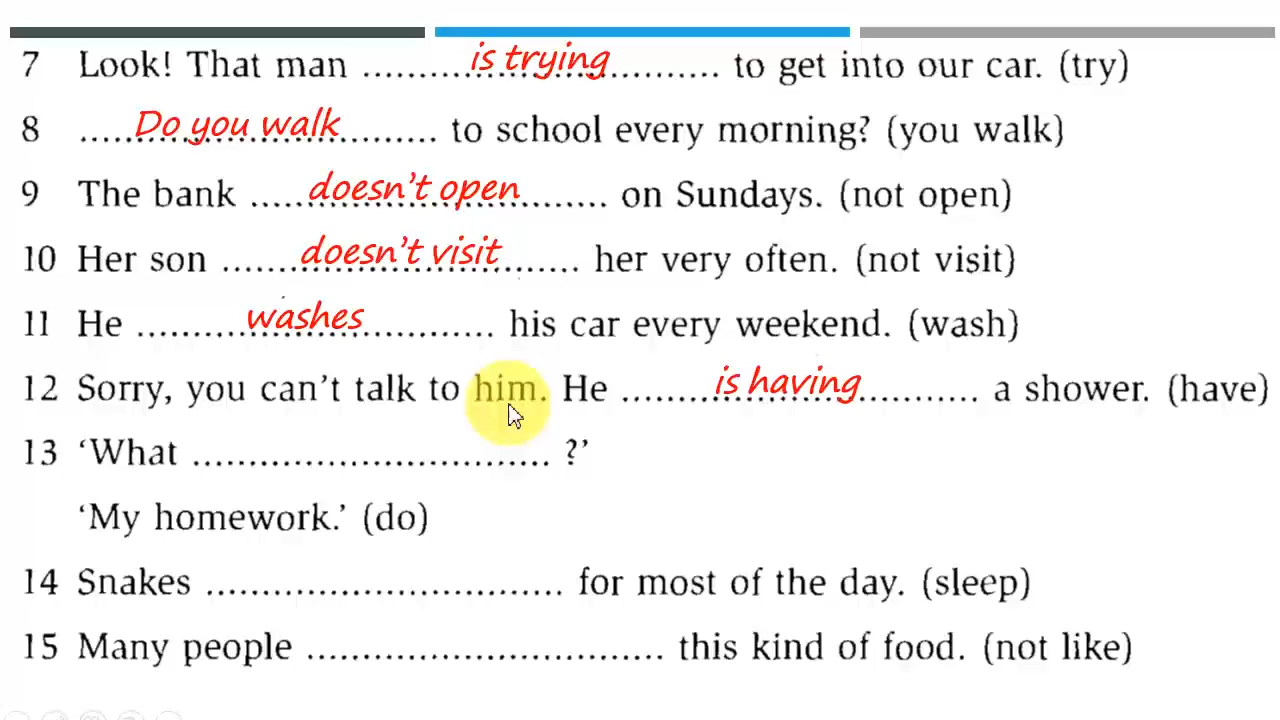 7 Look! That man ..........is trying.......... to get into our car. (try)
8 .....Do you walk......... to school every morning? (you walk)
9 The bank .....doesn't open........ on Sundays. (not open)
10 Her son .......doesn't visit....... her very often. (not visit)
11 He ..........washes............ his car every weekend. (wash)
12 Sorry, you can't talk to him. He ........is having........... a shower. (have)
13 ‘What ................................ ?’
‘My homework.’ (do)
14 Snakes ................................ for most of the day. (sleep)
15 Many people ................................ this kind of food. (not like)